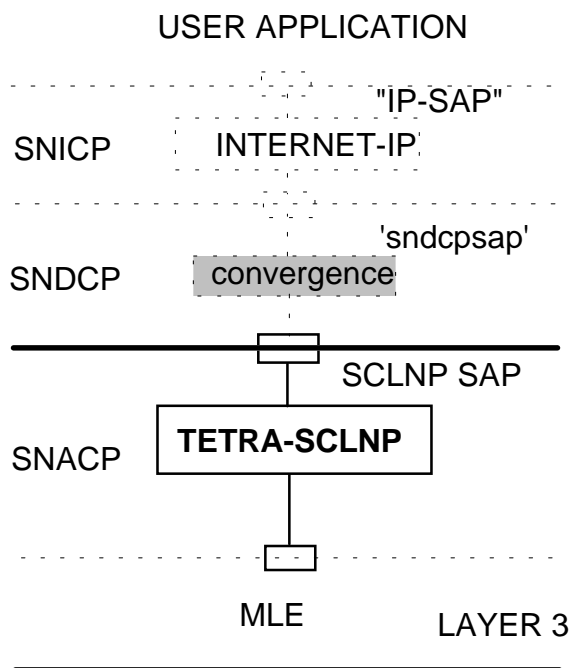 USER APPLICATION
"IP-SAP"
SNICP INTERNET-IP
'sndcpsap'
SNDCP convergence
SCLNP SAP
SNACP TETRA-SCLNP
MLE LAYER 3